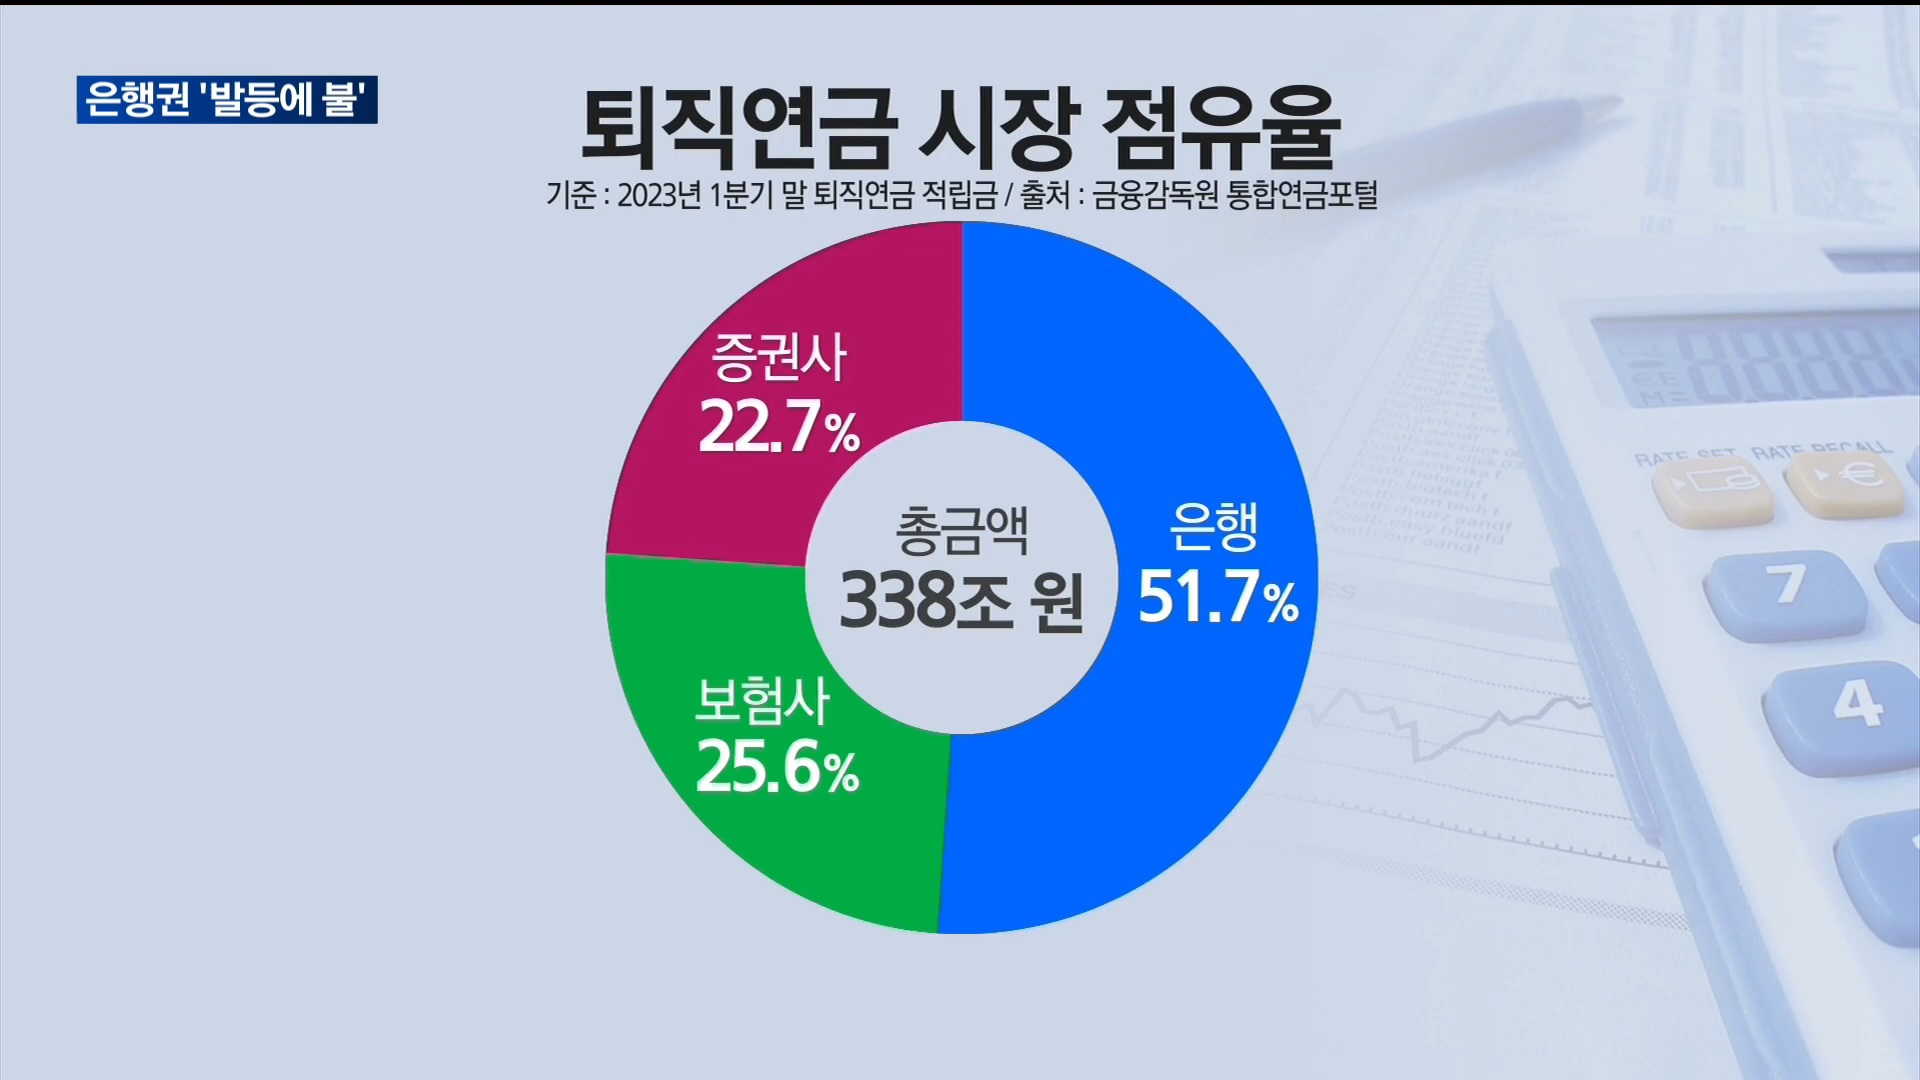 은행권 '발등에 불'
퇴직연금 시장 점유율
기준 : 2023년 1분기 말 퇴직연금 적립금 / 출처 : 금융감독원 통합연금포털
증권사
22.7%
은행
51.7%
총금액
338조 원
보험사
25.6%
RATE SET RATE RECALL
7
4